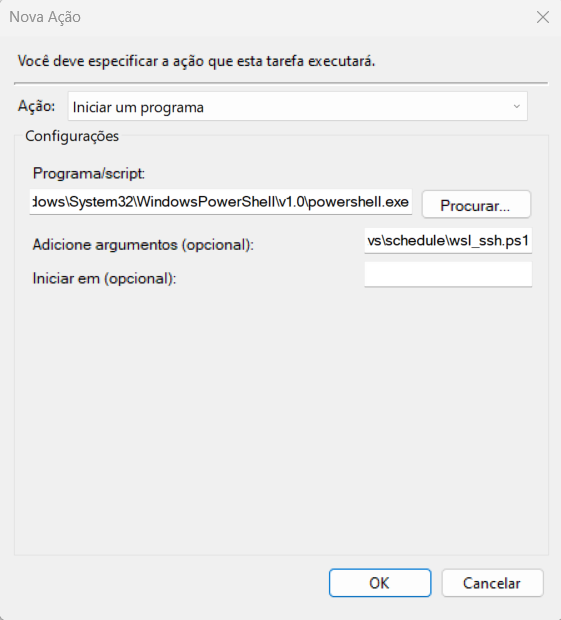 Nova Ação
Você deve especificar a ação que esta tarefa executará.
Ação: Iniciar um programa
Configurações
Programa/script:
dows\System32\WindowsPowerShell\v1.0\powershell.exe Procurar...
Adicione argumentos (opcional): vs\schedule\wsl_ssh.ps1
Iniciar em (opcional):
OK Cancelar